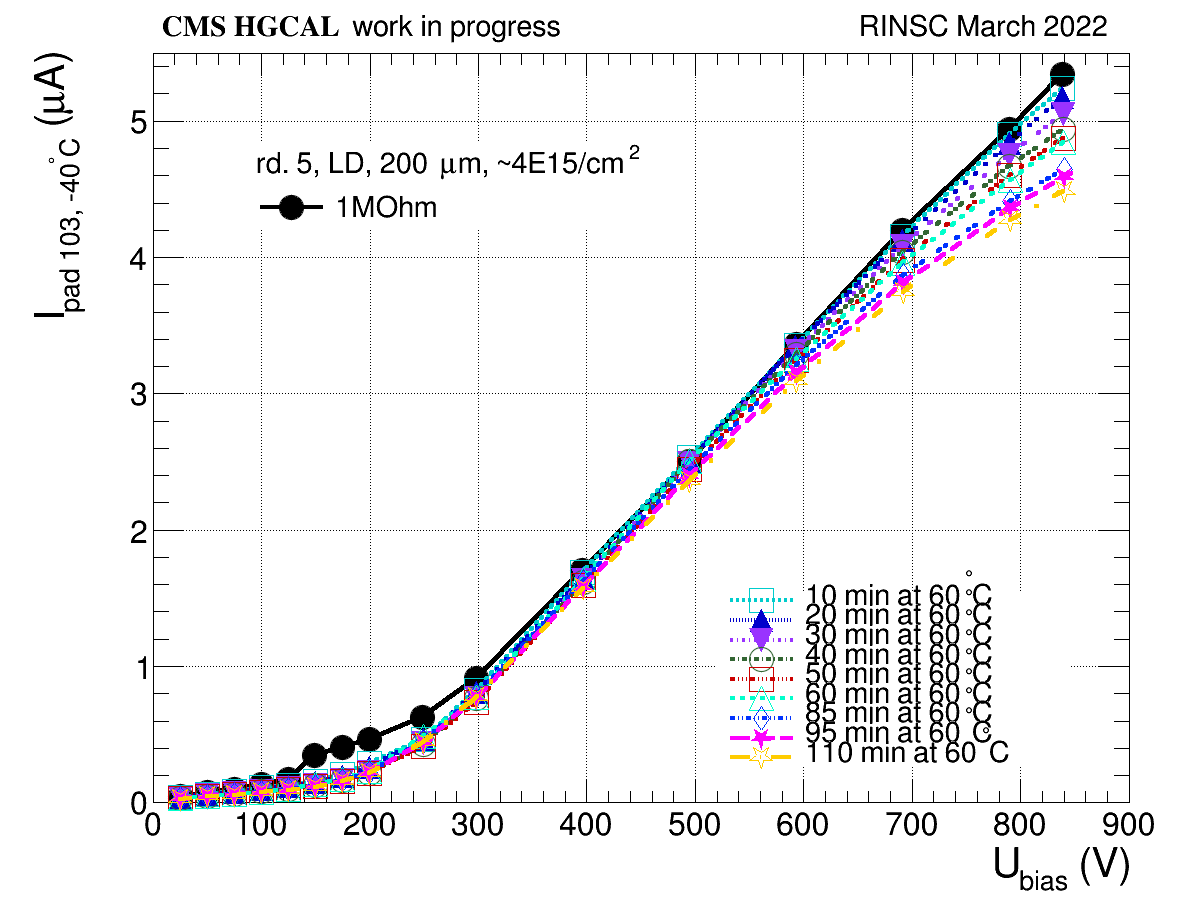 CMS HGCAL work in progress
RINSC March 2022
I pad 103, -40°C (μA)
rd. 5, LD, 200 μm, ~4E15/cm²
1MOhm
5
4
3
2
1
0
10 min at 60°C
20 min at 60°C
30 min at 60°C
40 min at 60°C
50 min at 60°C
60 min at 60°C
85 min at 60°C
95 min at 60°C
110 min at 60°C
0 100 200 300 400 500 600 700 800 900
U bias (V)